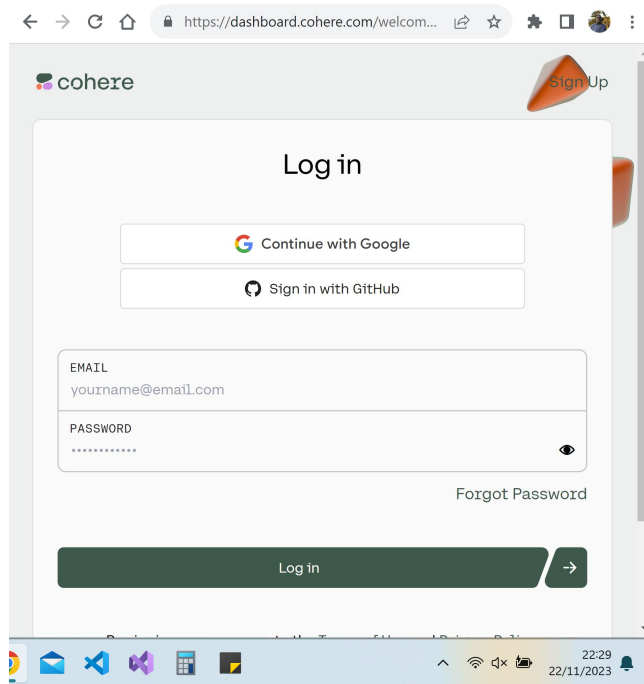 https://dashboard.cohere.com/welcom...
cohere
Sign Up
Log in
Continue with Google
Sign in with GitHub
EMAIL
yourname@email.com
PASSWORD
Forgot Password
Log in
22:29
22/11/2023